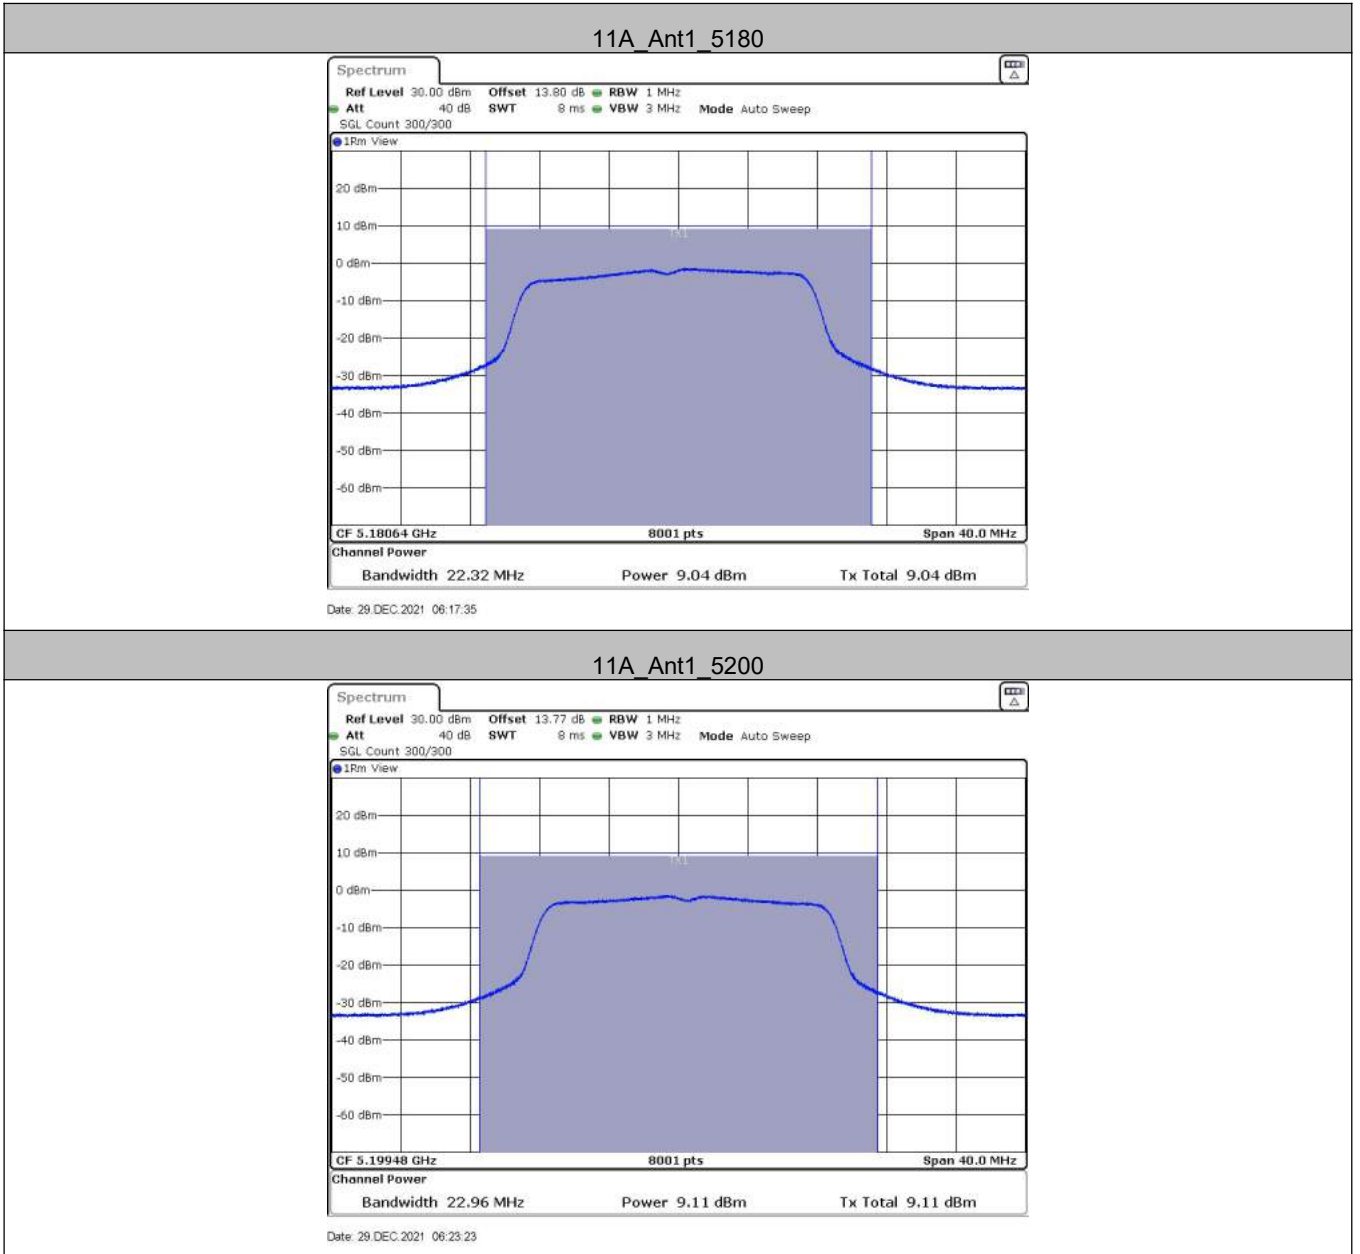 11A_Ant1_5180
Spectrum
Ref Level 30.00 dBm Offset 13.80 dB RBW 1 MHz
Att 40 dB SWT 8 ms VBW 3 MHz Mode Auto Sweep
SGL Count 300/300
1Rm View
20 dBm
10 dBm
TX1
0 dBm
-10 dBm
-20 dBm
-30 dBm
-40 dBm
-50 dBm
-60 dBm
CF 5.18064 GHz 8001 pts Span 40.0 MHz
Channel Power
Bandwidth 22.32 MHz Power 9.04 dBm Tx Total 9.04 dBm
Date: 29.DEC.2021 06:17:35
11A_Ant1_5200
Spectrum
Ref Level 30.00 dBm Offset 13.77 dB RBW 1 MHz
Att 40 dB SWT 8 ms VBW 3 MHz Mode Auto Sweep
SGL Count 300/300
1Rm View
20 dBm
10 dBm
TX1
0 dBm
-10 dBm
-20 dBm
-30 dBm
-40 dBm
-50 dBm
-60 dBm
CF 5.19948 GHz 8001 pts Span 40.0 MHz
Channel Power
Bandwidth 22.96 MHz Power 9.11 dBm Tx Total 9.11 dBm
Date: 29.DEC.2021 06:23:23